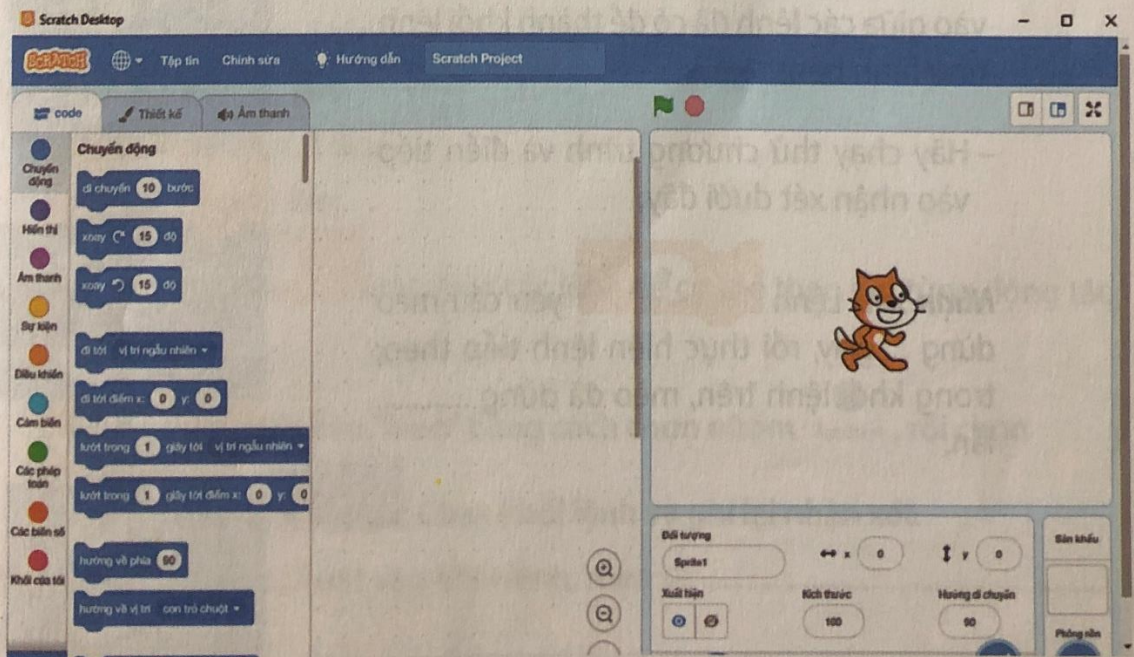 Scratch Desktop
SCRATCH Tập tin Chỉnh sửa Hướng dẫn Scratch Project
code Thiết kế Âm thanh
Chuyển động
Hiển thị
Âm thanh
Sự kiện
Điều khiển
Cảm biến
Các phép toán
Các biến số
Khối của tôi
Chuyển động
di chuyển 10 bước
xoay 15 độ
xoay 15 độ
đi tới vị trí ngẫu nhiên
đi tới điểm x: 0 y: 0
lướt trong 1 giây tới vị trí ngẫu nhiên
lướt trong 1 giây tới điểm x: 0 y: 0
hướng về phía 90
hướng về vị trí con trỏ chuột
Đối tượng
Sprite1
x 0
y 0
Xuất hiện
Kích thước
100
Hướng di chuyển
90
Sân khấu
Phông nền